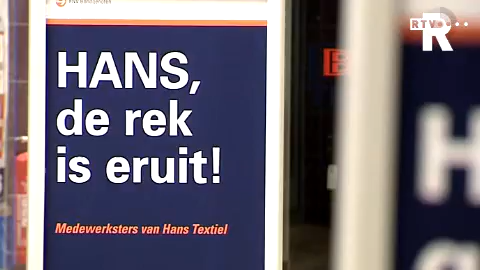 RTV
R
HANS,
de rek
is eruit!
Medewerksters van Hans Textiel
H